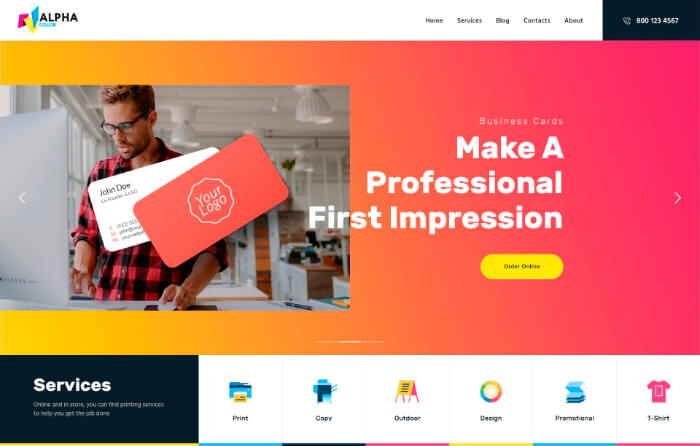 ALPHA
COLOR
Home
Services
Blog
Contacts
About
800 123 4567
Business Cards
Make A
Professional
First Impression
Order Online
John Doe
Co-Founder & CEO
Your
Logo
Services
Online and in store, you can find printing services
to help you get the job done
Print
Copy
Outdoor
Design
Promotional
T-Shirt